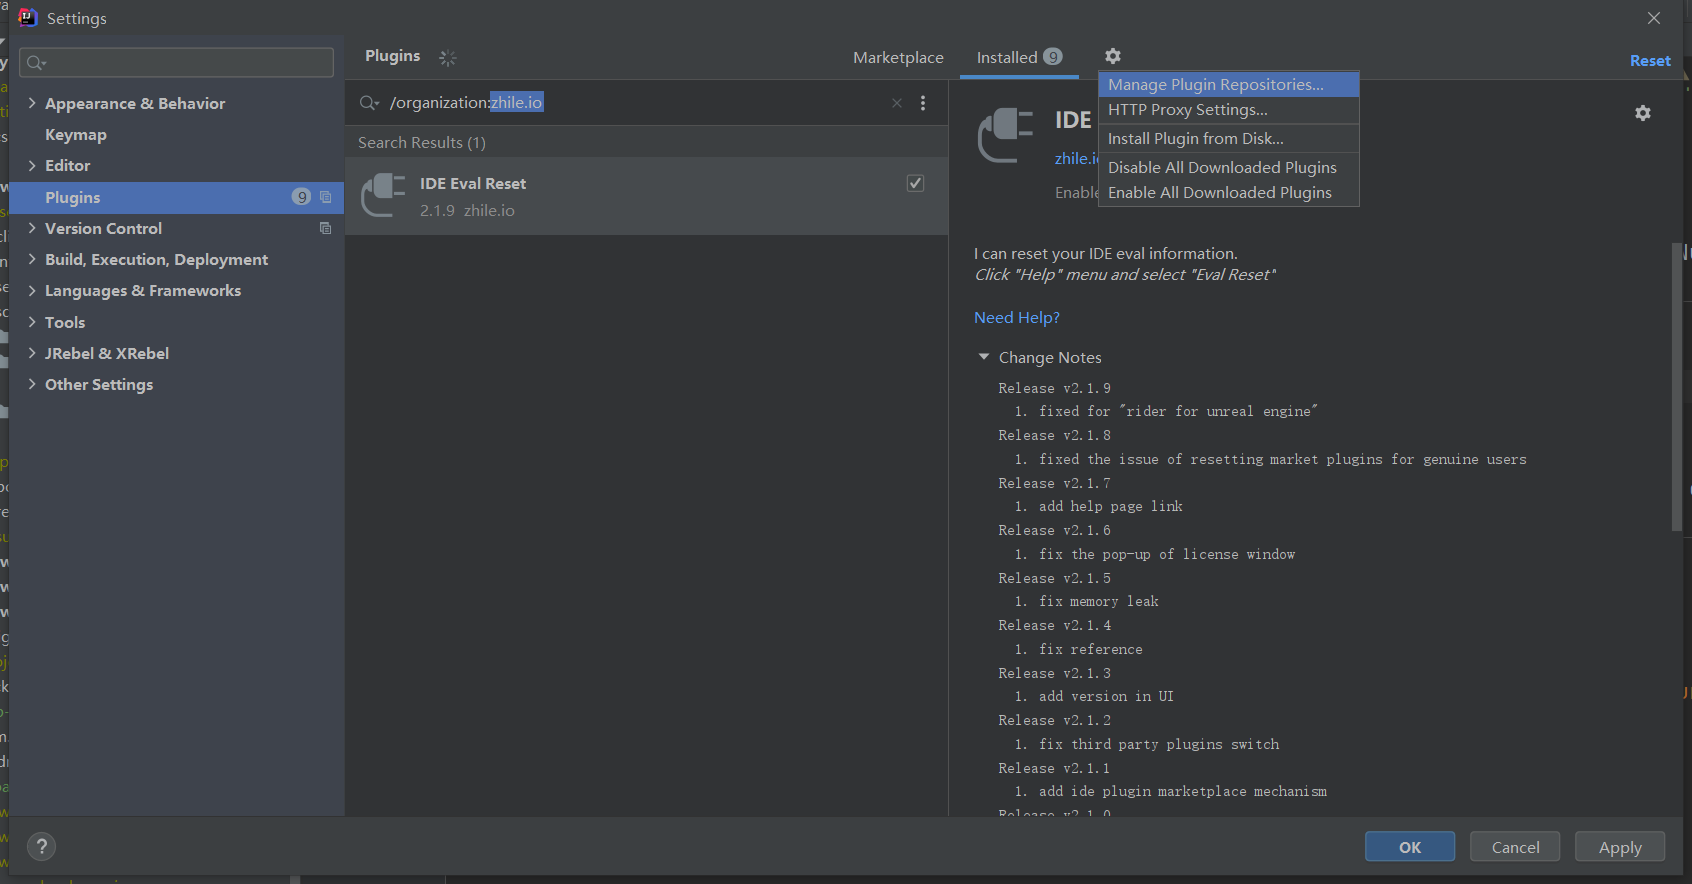 Settings
Plugins
Marketplace
Installed 9
Reset
/organization:zhile.io
Search Results (1)
IDE Eval Reset
2.1.9 zhile.io
Appearance & Behavior
Keymap
Editor
Plugins 9
Version Control
Build, Execution, Deployment
Languages & Frameworks
Tools
JRebel & XRebel
Other Settings
Manage Plugin Repositories...
HTTP Proxy Settings...
Install Plugin from Disk...
Disable All Downloaded Plugins
Enable All Downloaded Plugins
IDE
zhile.i
Enable
I can reset your IDE eval information.
Click "Help" menu and select "Eval Reset"
Need Help?
Change Notes
Release v2.1.9
1. fixed for "rider for unreal engine"
Release v2.1.8
1. fixed the issue of resetting market plugins for genuine users
Release v2.1.7
1. add help page link
Release v2.1.6
1. fix the pop-up of license window
Release v2.1.5
1. fix memory leak
Release v2.1.4
1. fix reference
Release v2.1.3
1. add version in UI
Release v2.1.2
1. fix third party plugins switch
Release v2.1.1
1. add ide plugin marketplace mechanism
Release v2.1.0
?
OK
Cancel
Apply